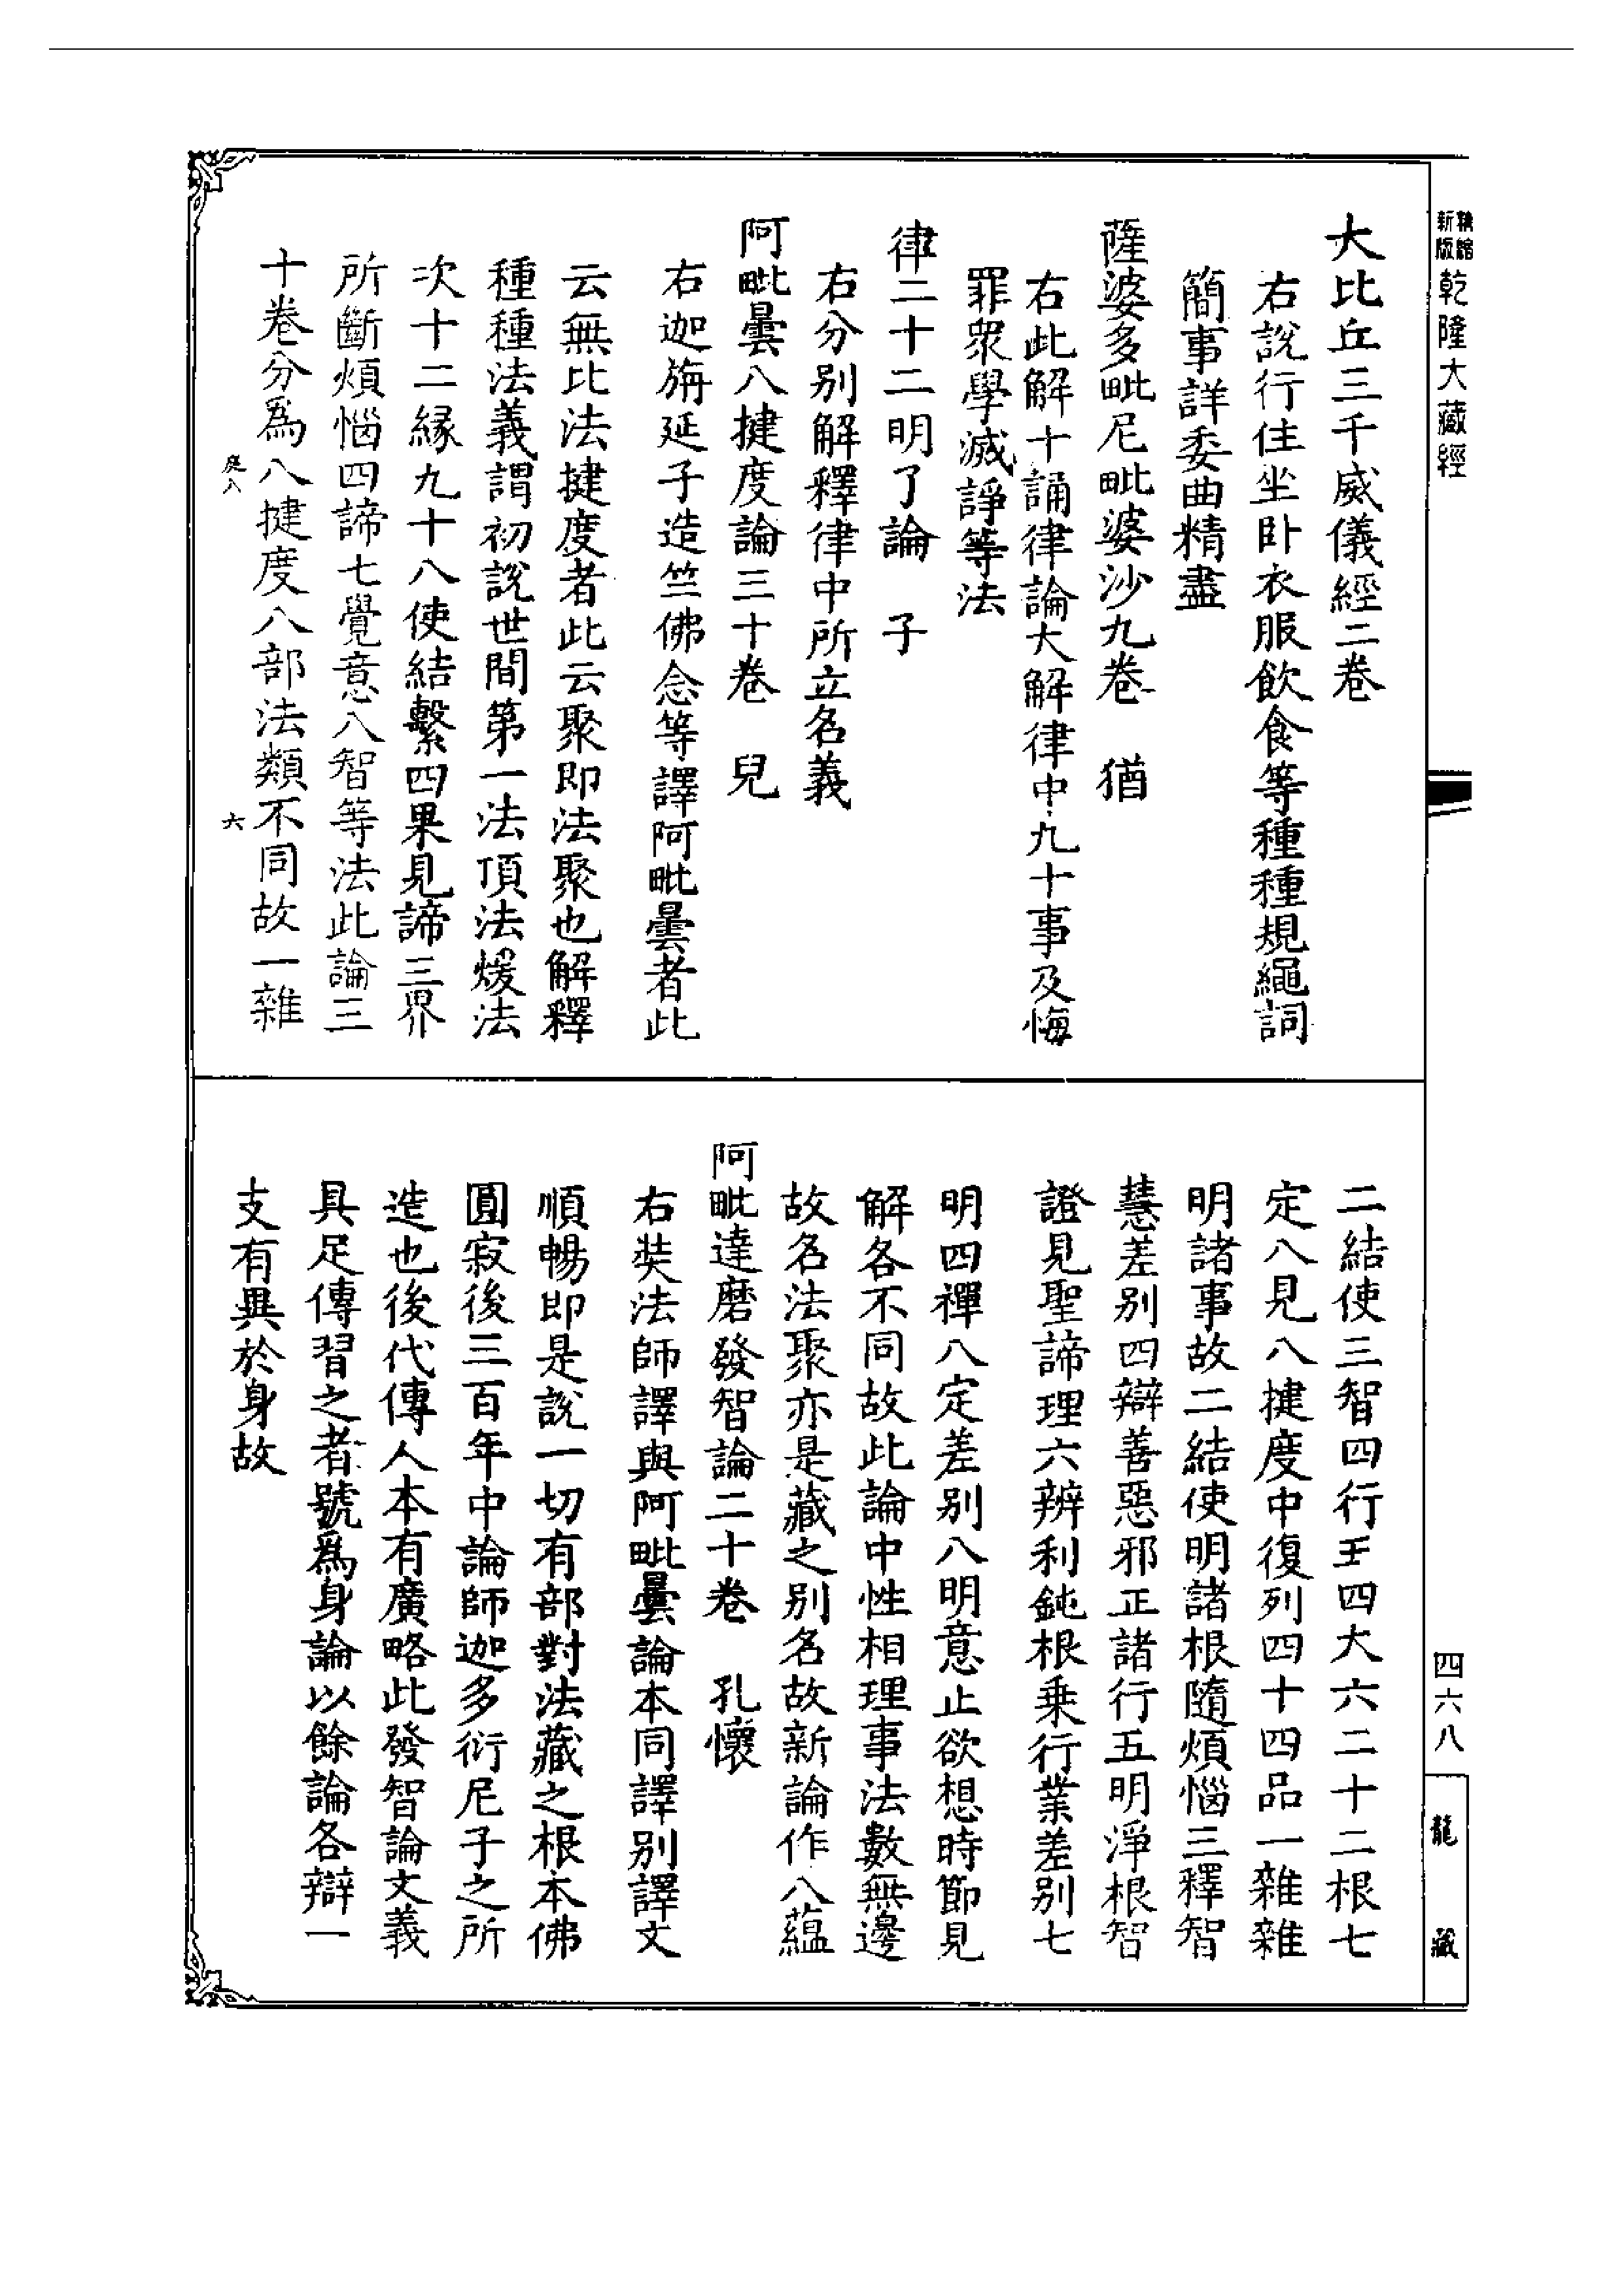 新版
乾隆大藏經
大比丘三千威儀經二卷
右說行住坐卧衣服飲食等種種規繩詞
簡事詳委曲精盡
薩婆多毗尼毗婆沙九卷　猶
右此解十誦律論大解律中九十事及悔
罪衆學滅諍等法
律二十二明了論　子
右分别解釋律中所立名義
阿毗曇八揵度論三十卷　兒
右迦旃延子造竺佛念等譯阿毗曇者此
云無比法揵度者此云聚即法聚也解釋
種種法義謂初說世間第一法頂法煖法
次十二緣九十八使結繫四果見諦三界
所斷煩惱四諦七覺意八智等法此論三
十卷分爲八揵度八部法類不同故一雜
六
二結使三智四行五四大六二十二根七
定八見八揵度中復列四十四品一雜雜
明諸事故二結使明諸根隨煩惱三釋智
慧差别四辯善惡邪正諸行五明淨根智
證見聖諦理六辨利鈍根乗行業差别七
明四禪八定差别八明意止欲想時節見
解各不同故此論中性相理事法數無邊
故名法聚亦是藏之别名故新論作八蘊
阿毗達磨發智論二十卷　孔懷
右奘法師譯與阿毗曇論本同譯别譯文
順暢即是說一切有部對法藏之根本佛
圓寂後三百年中論師迦多衍尼子之所
造也後代傳人本有廣略此發智論文義
具足傳習之者號爲身論以餘論各辯一
支有異於身故
四六八
龍藏